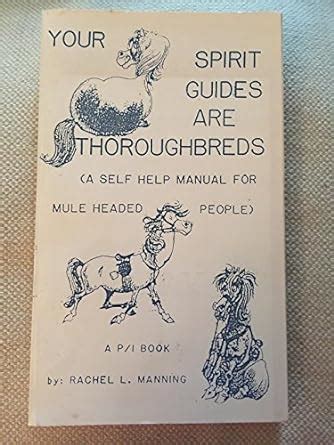 YOUR
SPIRIT
GUIDES
ARE
THOROUGHBREDS
(A SELF HELP MANUAL FOR
MULE HEADED PEOPLE)
A P/I BOOK
by: RACHEL L. MANNING